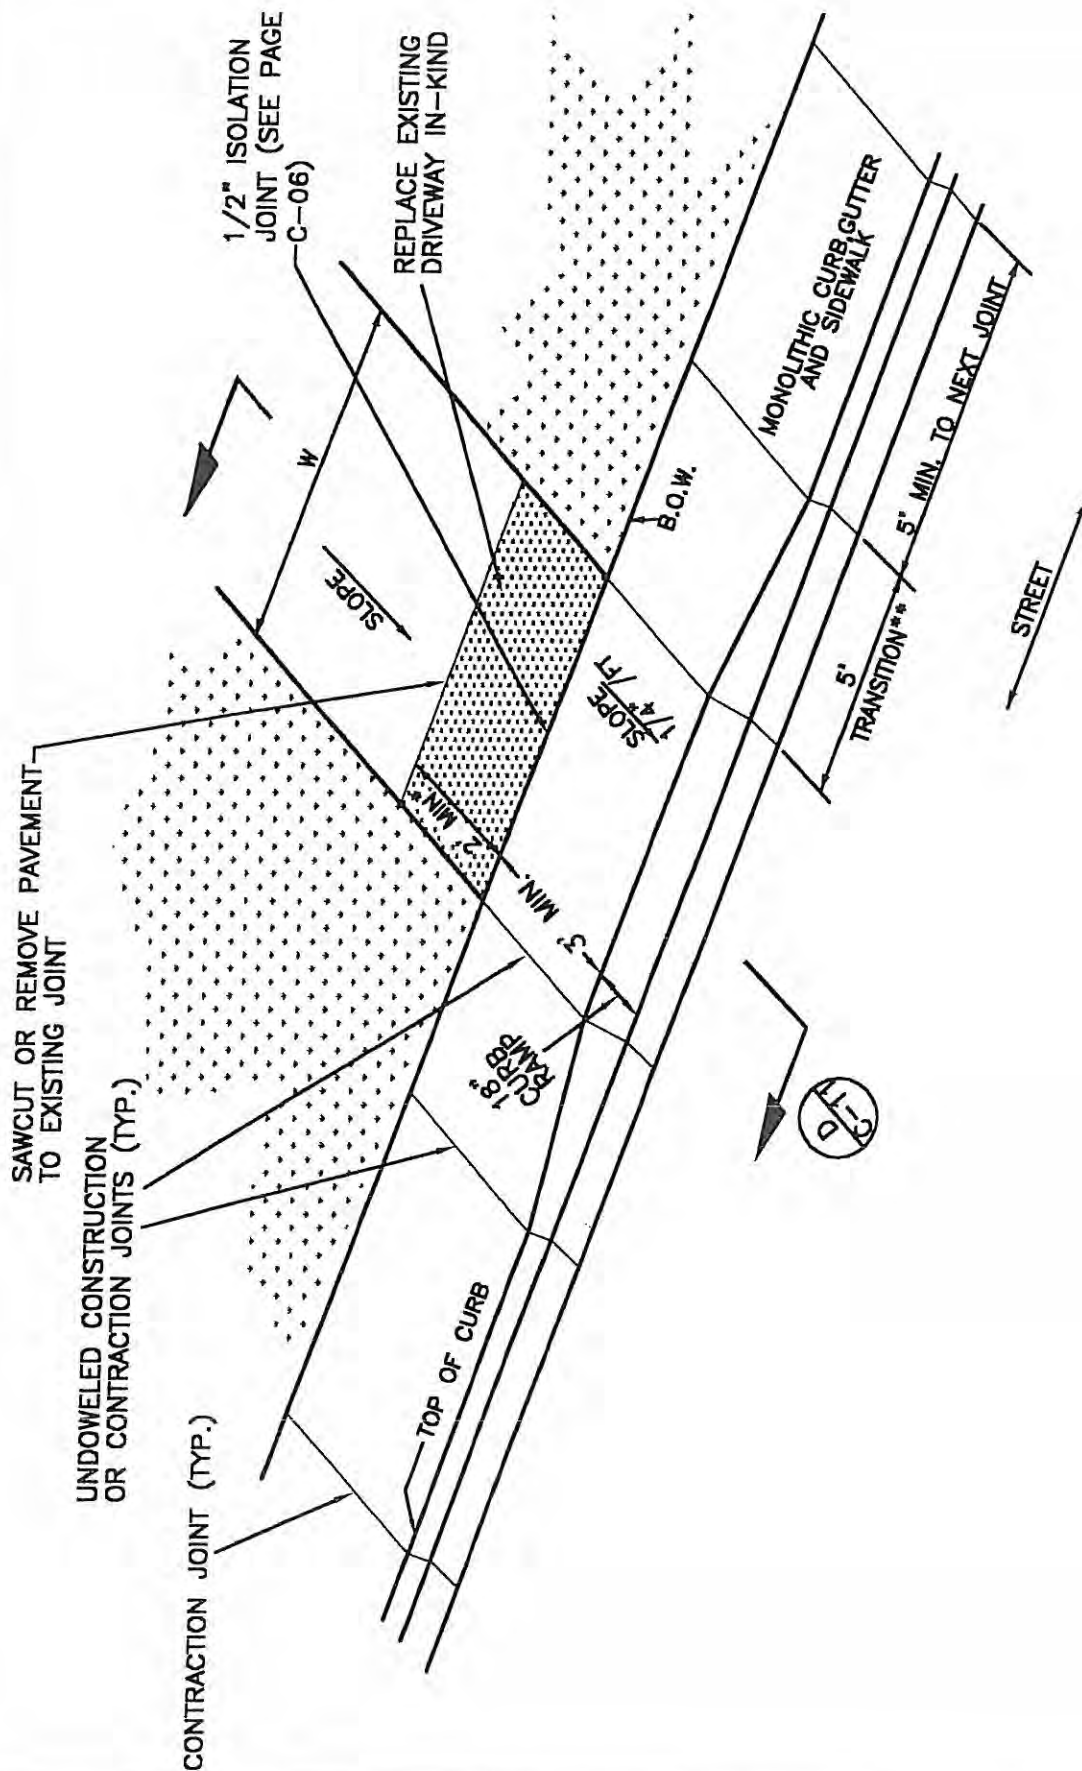 SAWCUT OR REMOVE PAVEMENT
TO EXISTING JOINT
UNDOWELED CONSTRUCTION
OR CONTRACTION JOINTS (TYP.)
CONTRACTION JOINT (TYP.)
1/2" ISOLATION
JOINT (SEE PAGE
C-06)
REPLACE EXISTING
DRIVEWAY IN-KIND
W
SLOPE
2' MIN*
3' MIN.
18"
CURB
RAMP
SLOPE
1/4"/FT
B.O.W.
MONOLITHIC CURB,GUTTER
AND SIDEWALK
TOP OF CURB
5"
TRANSITION**
5" MIN. TO NEXT JOINT
STREET
D
C-11